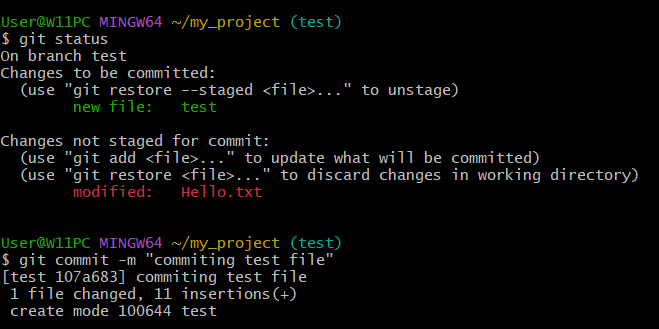 User@W11PC MINGW64 ~/my_project (test)
$ git status
On branch test
Changes to be committed:
  (use "git restore --staged <file>..." to unstage)
        new file:   test

Changes not staged for commit:
  (use "git add <file>..." to update what will be committed)
  (use "git restore <file>..." to discard changes in working directory)
        modified:   Hello.txt

User@W11PC MINGW64 ~/my_project (test)
$ git commit -m "commiting test file"
[test 107a683] commiting test file
 1 file changed, 11 insertions(+)
 create mode 100644 test